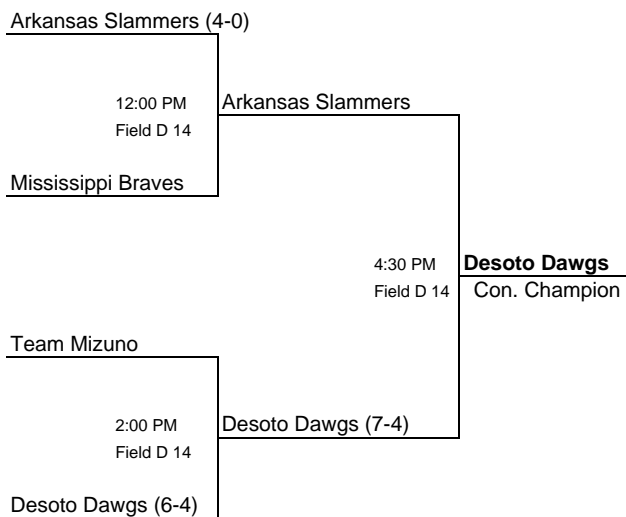 Arkansas Slammers (4-0)
12:00 PM
Arkansas Slammers
Field D 14
Mississippi Braves
4:30 PM
Desoto Dawgs
Field D 14
Con. Champion
Team Mizuno
2:00 PM
Desoto Dawgs (7-4)
Field D 14
Desoto Dawgs (6-4)